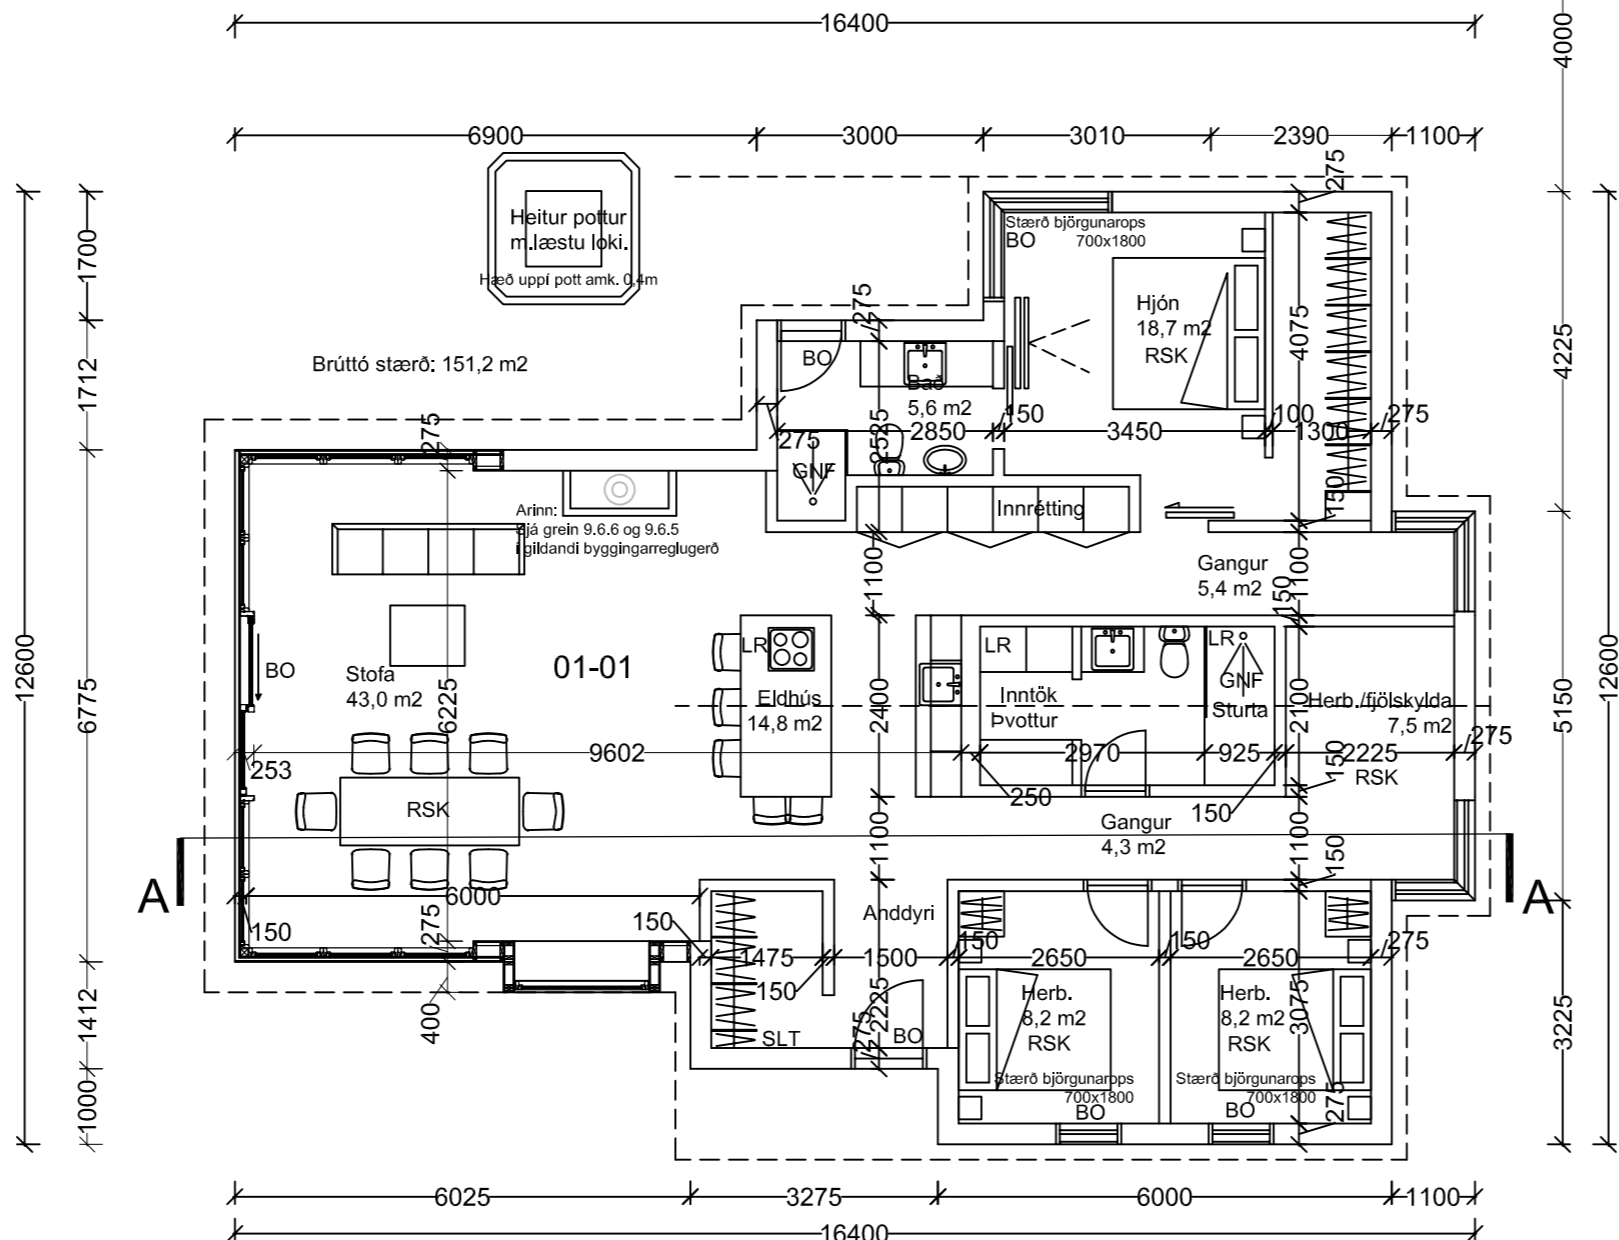 16400
4000
6900
3000
3010
2390
1100
275
Heitur pottur
m.læstu loki.
Hæð uppí pott amk. 0,4m
Stærð björgunarops
700x1800
BO
1700
4075
275
Hjón
18,7 m2
RSK
4225
BO
Brúttó stærð: 151,2 m2
Bað
5,6 m2
1712
150
2850
3450
100
1300
275
275
275
2525
GNF
Arinn:
Sjá grein 9.6.6 og 9.6.5
í gildandi byggingarreglugerð
Innrétting
150
Gangur
5,4 m2
1100
1100
150
12600
12600
6775
5150
01-01
BO
Stofa
43,0 m2
6225
LR
Eldhús
14,8 m2
2400
LR
Inntök
Þvottur
LR
GNF
Sturta
2100
Herb./fjölskylda
7,5 m2
275
253
9602
2970
925
2225
RSK
150
250
150
RSK
Gangur
4,3 m2
1100
1100
150
A
A
6000
150
275
150
Anddyri
1475
1500
150
2650
150
2650
275
150
400
1412
2225
275
SLT
BO
Herb.
8,2 m2
RSK
3075
Herb.
8,2 m2
RSK
3225
Stærð björgunarops
700x1800
BO
Stærð björgunarops
700x1800
BO
275
1000
6025
3275
6000
1100
16400